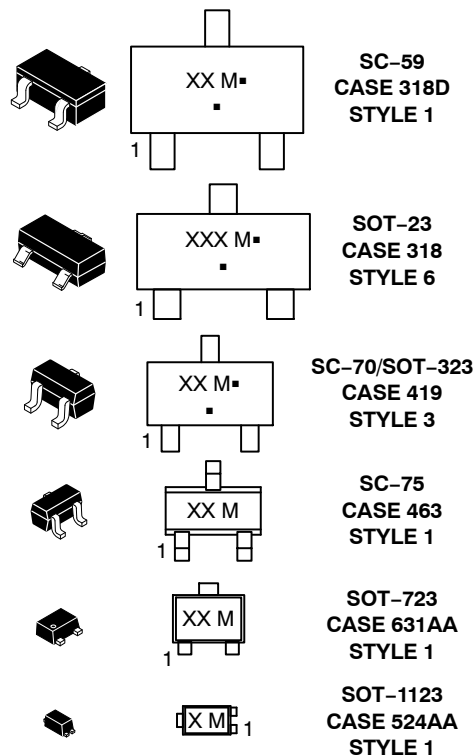 XX M▪
▪
1
SC−59
CASE 318D
STYLE 1
XXX M▪
▪
1
SOT−23
CASE 318
STYLE 6
XX M▪
▪
1
SC−70/SOT−323
CASE 419
STYLE 3
XX M
1
SC−75
CASE 463
STYLE 1
XX M
1
SOT−723
CASE 631AA
STYLE 1
X M
1
SOT−1123
CASE 524AA
STYLE 1